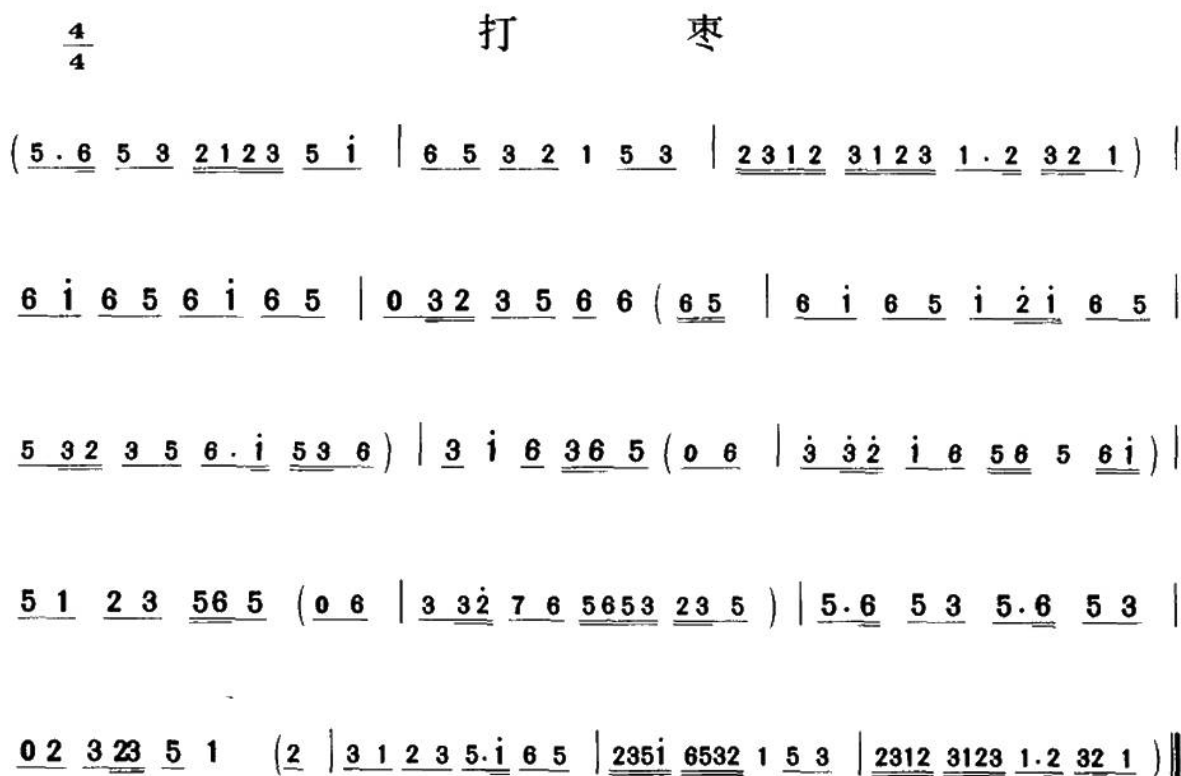 4/4 打 枣
(5·6 5 3 2123 5 i̇ | 6 5 3 2 1 5 3 | 2312 3123 1·2 32 1) |
6 i̇ 6 5 6 i̇ 6 5 | 0 32 3 5 6 6 (65 | 6 i̇ 6 5 i̇ 2̇i̇ 6 5 |
5 32 3 5 6·i̇ 53 6) | 3 i̇ 6 36 5 (0 6 | 3̇ 3̇2̇ i̇ 6 56 5 6i̇) |
5 1 2 3 56 5 (0 6 | 3 32̇ 7 6 5653 23 5) | 5·6 5 3 5·6 5 3 |
0 2 3 23 5 1 (2 | 3 1 2 3 5·i̇ 6 5 | 235i̇ 6532 1 5 3 | 2312 3123 1·2 32 1) ‖